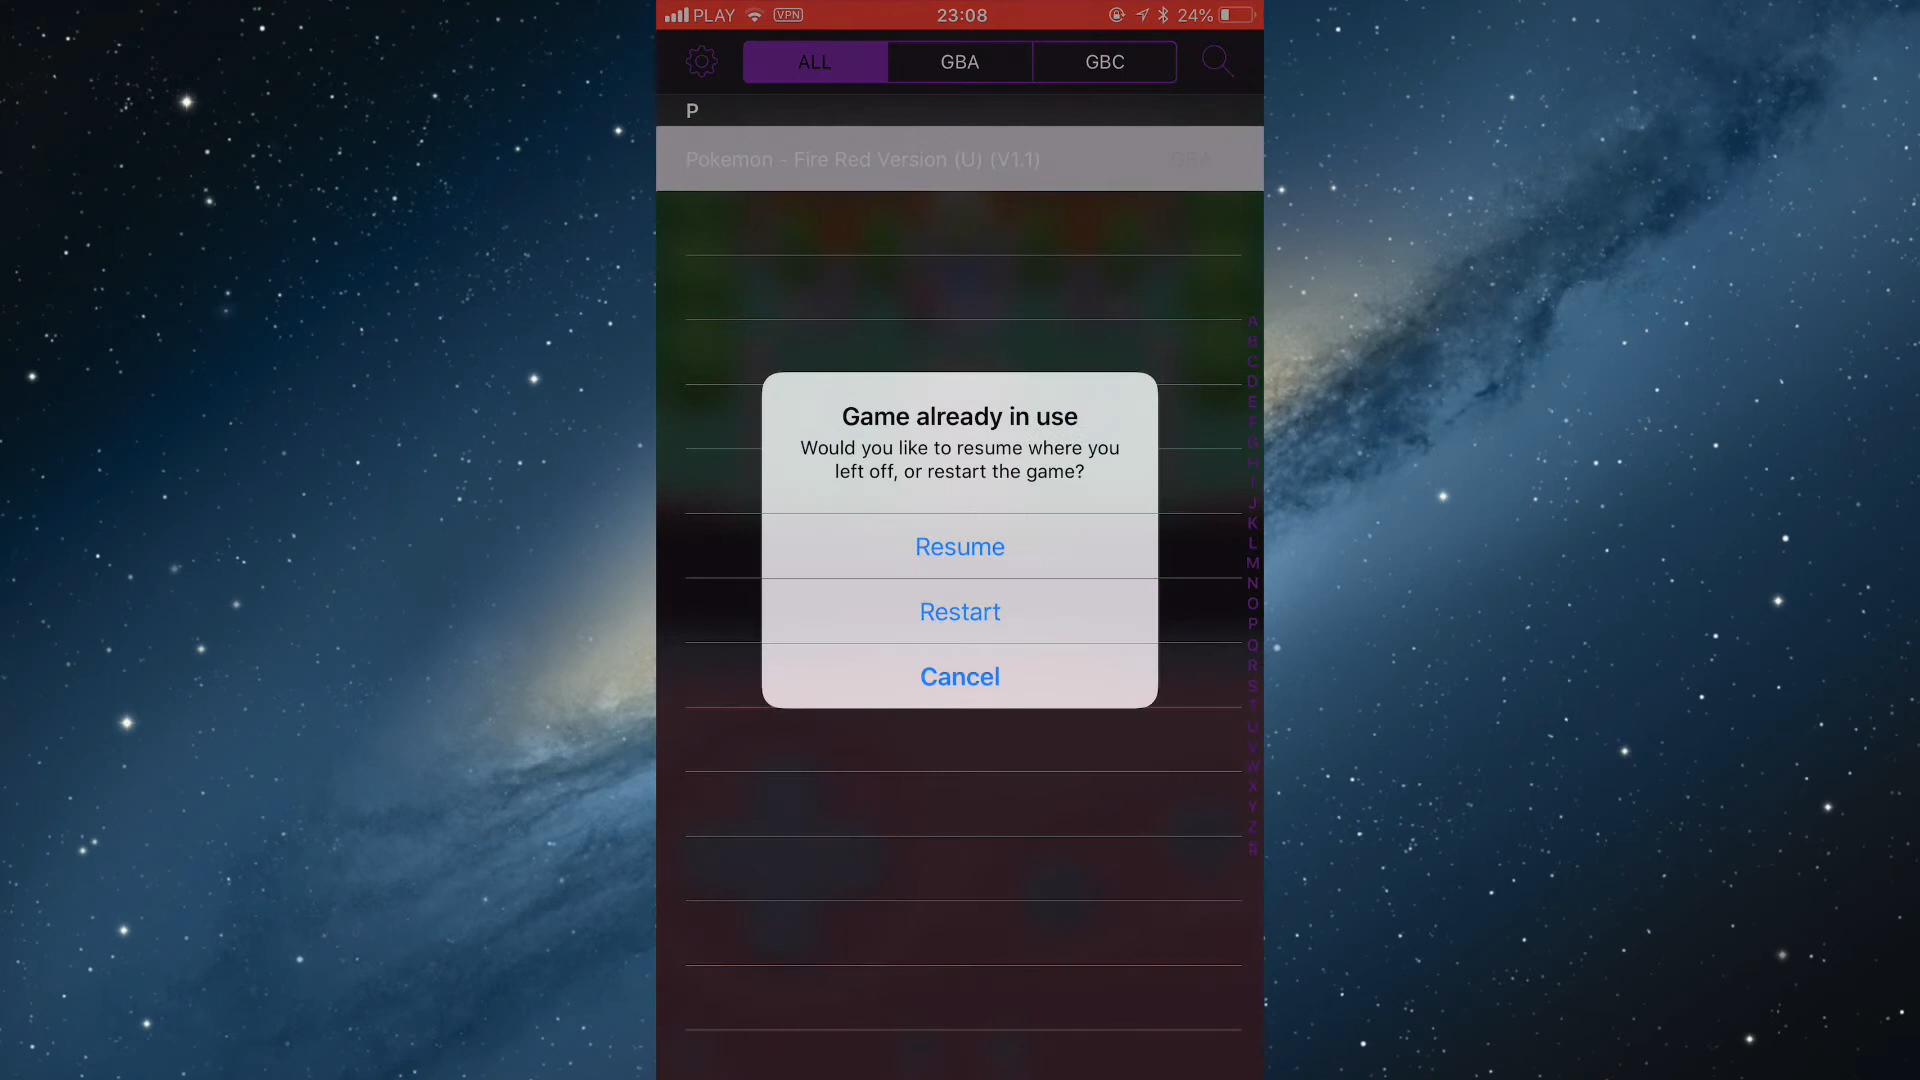 PLAY VPN 23:08 24%
ALL GBA GBC
P
Pokemon - Fire Red Version (U) (V1.1) GBA
Game already in use
Would you like to resume where you
left off, or restart the game?
Resume
Restart
Cancel
A
B
C
D
E
F
G
H
I
J
K
L
M
N
O
P
Q
R
S
T
U
V
W
X
Y
Z
#